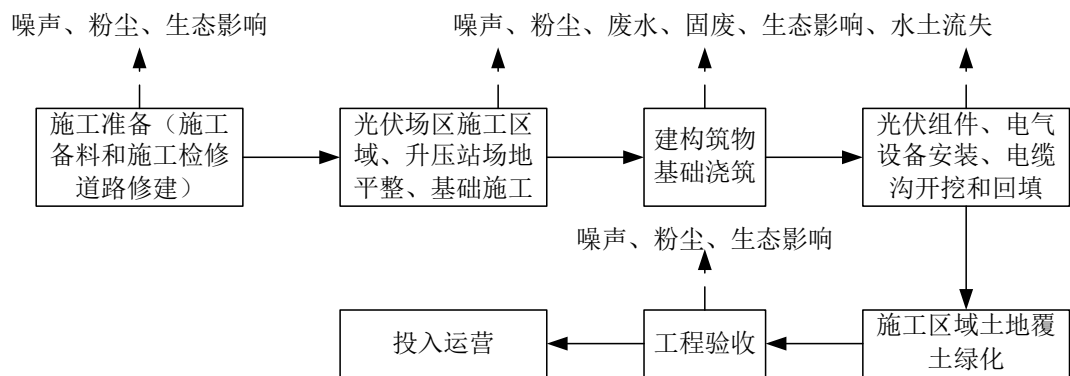 噪声、粉尘、生态影响
噪声、粉尘、废水、固废、生态影响、水土流失
施工准备（施工
备料和施工检修
道路修建）
光伏场区施工区
域、升压站场地
平整、基础施工
建构筑物
基础浇筑
光伏组件、电气
设备安装、电缆
沟开挖和回填
噪声、粉尘、生态影响
投入运营
工程验收
施工区域土地覆
土绿化